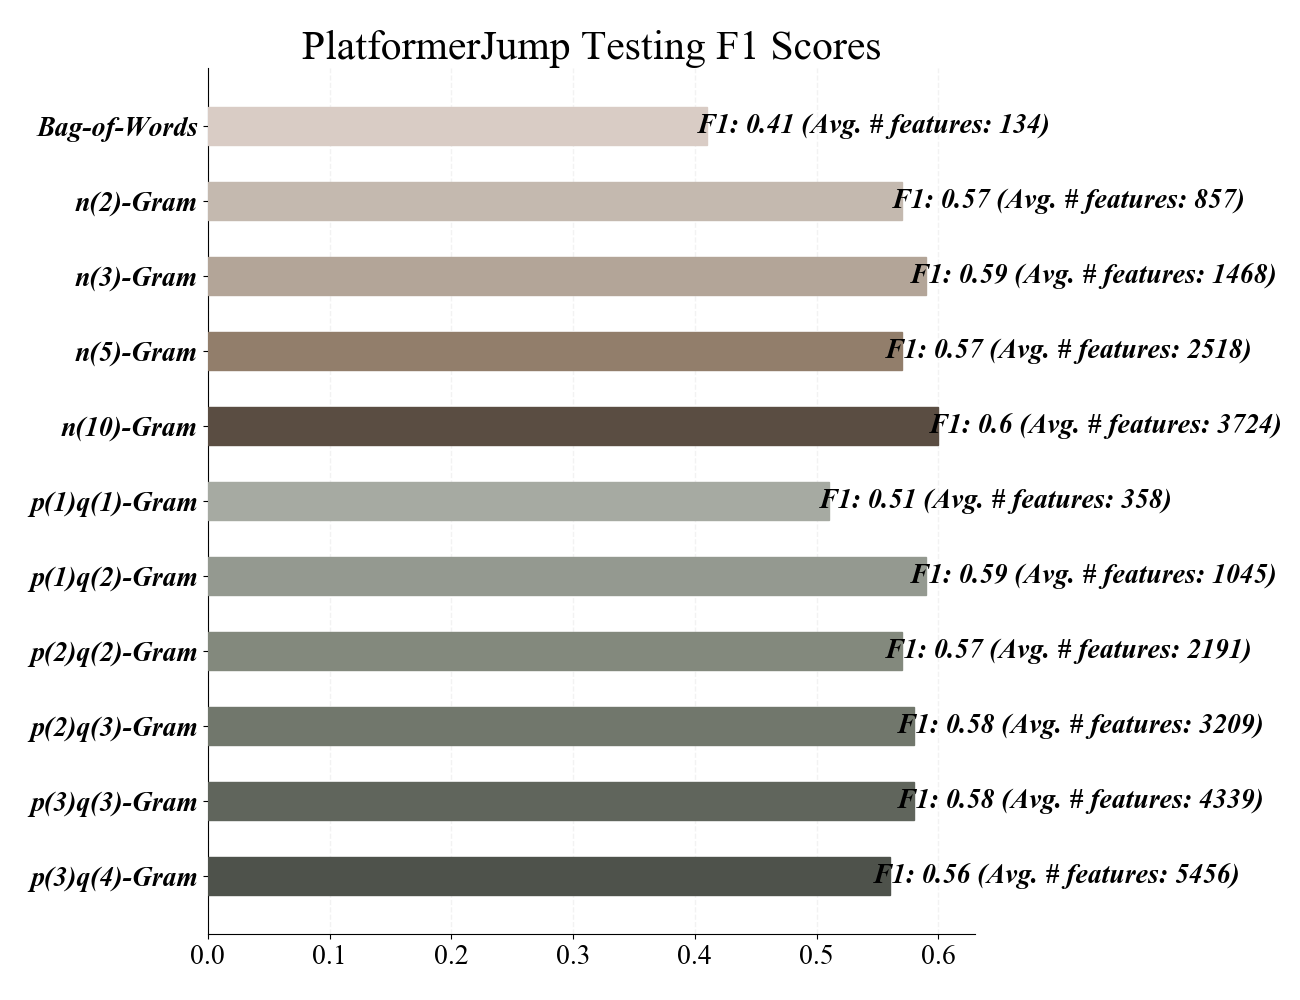 PlatformerJump Testing F1 Scores
Bag-of-Words F1: 0.41 (Avg. # features: 134)
n(2)-Gram F1: 0.57 (Avg. # features: 857)
n(3)-Gram F1: 0.59 (Avg. # features: 1468)
n(5)-Gram F1: 0.57 (Avg. # features: 2518)
n(10)-Gram F1: 0.6 (Avg. # features: 3724)
p(1)q(1)-Gram F1: 0.51 (Avg. # features: 358)
p(1)q(2)-Gram F1: 0.59 (Avg. # features: 1045)
p(2)q(2)-Gram F1: 0.57 (Avg. # features: 2191)
p(2)q(3)-Gram F1: 0.58 (Avg. # features: 3209)
p(3)q(3)-Gram F1: 0.58 (Avg. # features: 4339)
p(3)q(4)-Gram F1: 0.56 (Avg. # features: 5456)
0.0 0.1 0.2 0.3 0.4 0.5 0.6